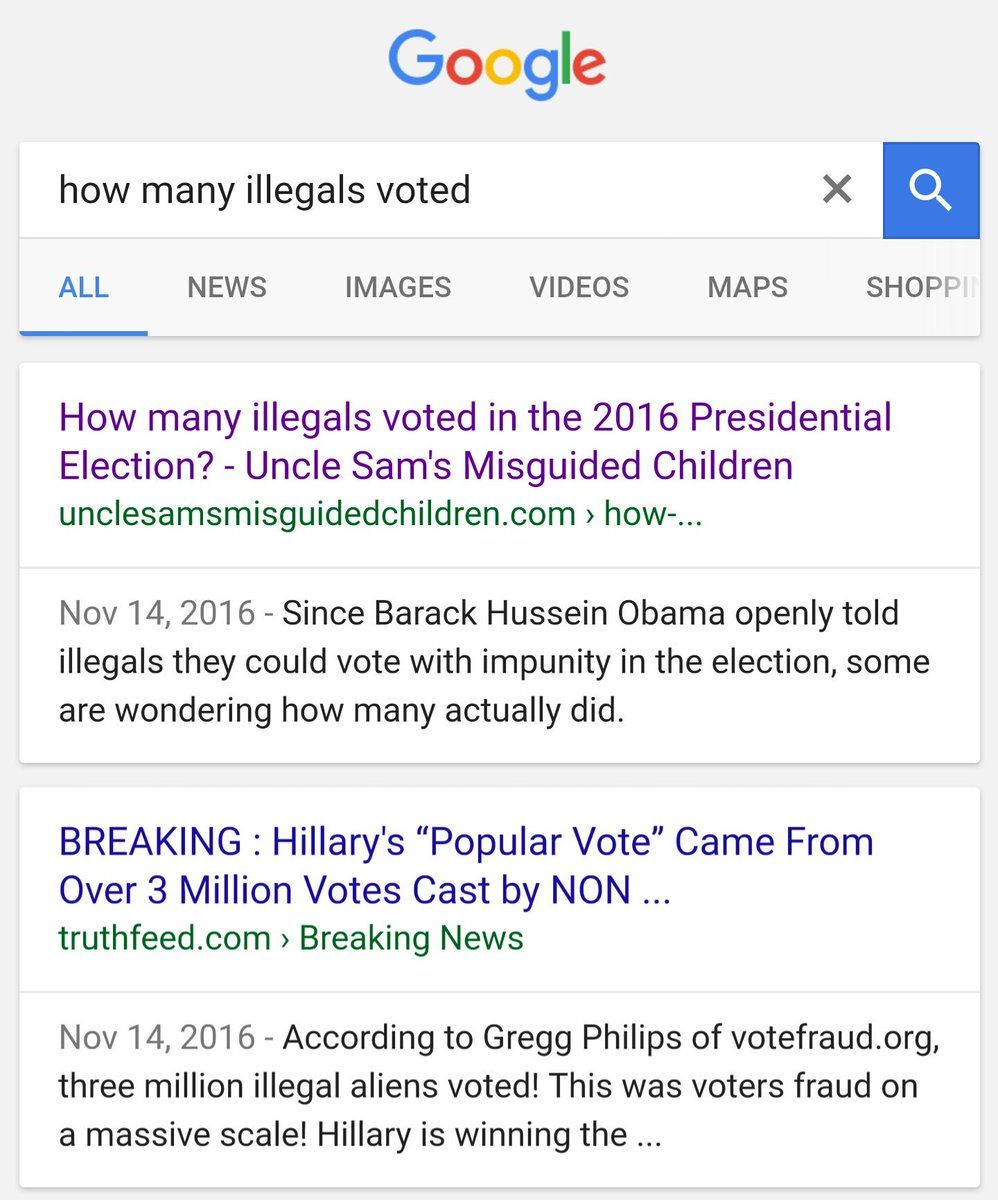 Google
how many illegals voted
ALL NEWS IMAGES VIDEOS MAPS SHOPPIN
How many illegals voted in the 2016 Presidential
Election? - Uncle Sam's Misguided Children
unclesamsmisguidedchildren.com › how-...
Nov 14, 2016 - Since Barack Hussein Obama openly told
illegals they could vote with impunity in the election, some
are wondering how many actually did.
BREAKING : Hillary's “Popular Vote” Came From
Over 3 Million Votes Cast by NON ...
truthfeed.com › Breaking News
Nov 14, 2016 - According to Gregg Philips of votefraud.org,
three million illegal aliens voted! This was voters fraud on
a massive scale! Hillary is winning the ...